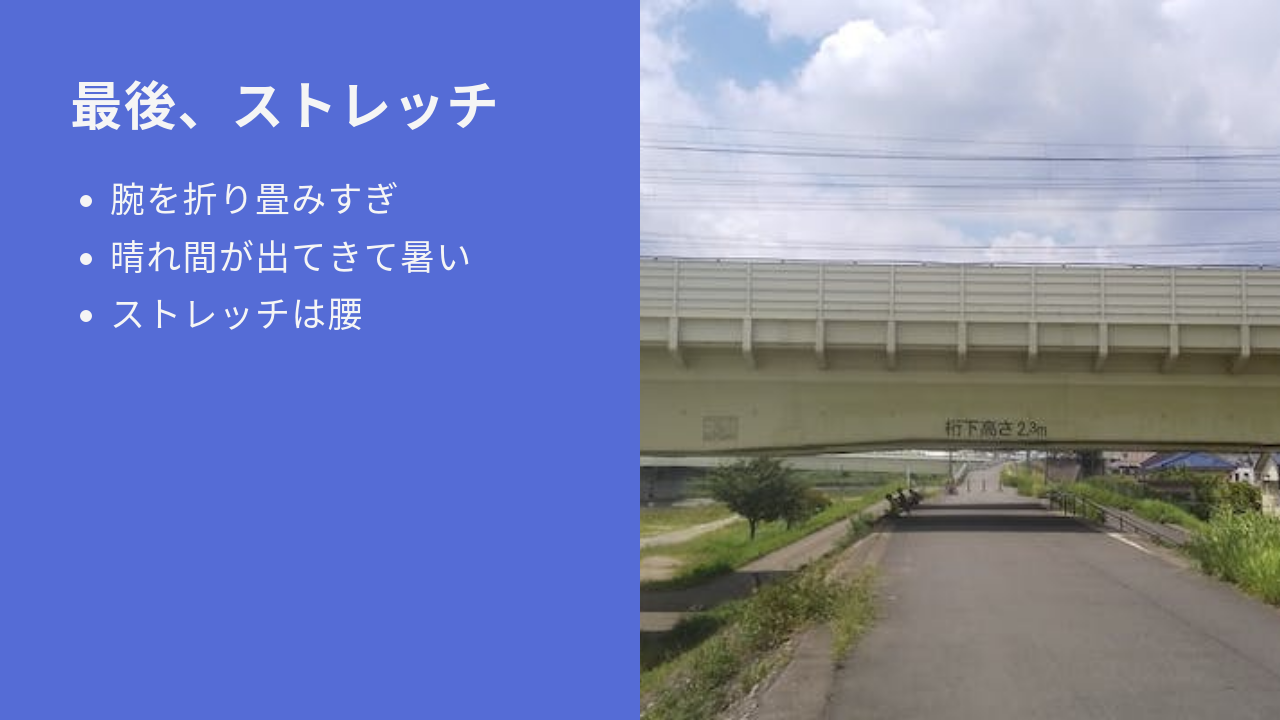 最後、ストレッチ
腕を折り畳みすぎ
晴れ間が出てきて暑い
ストレッチは腰
桁下高さ2.3m